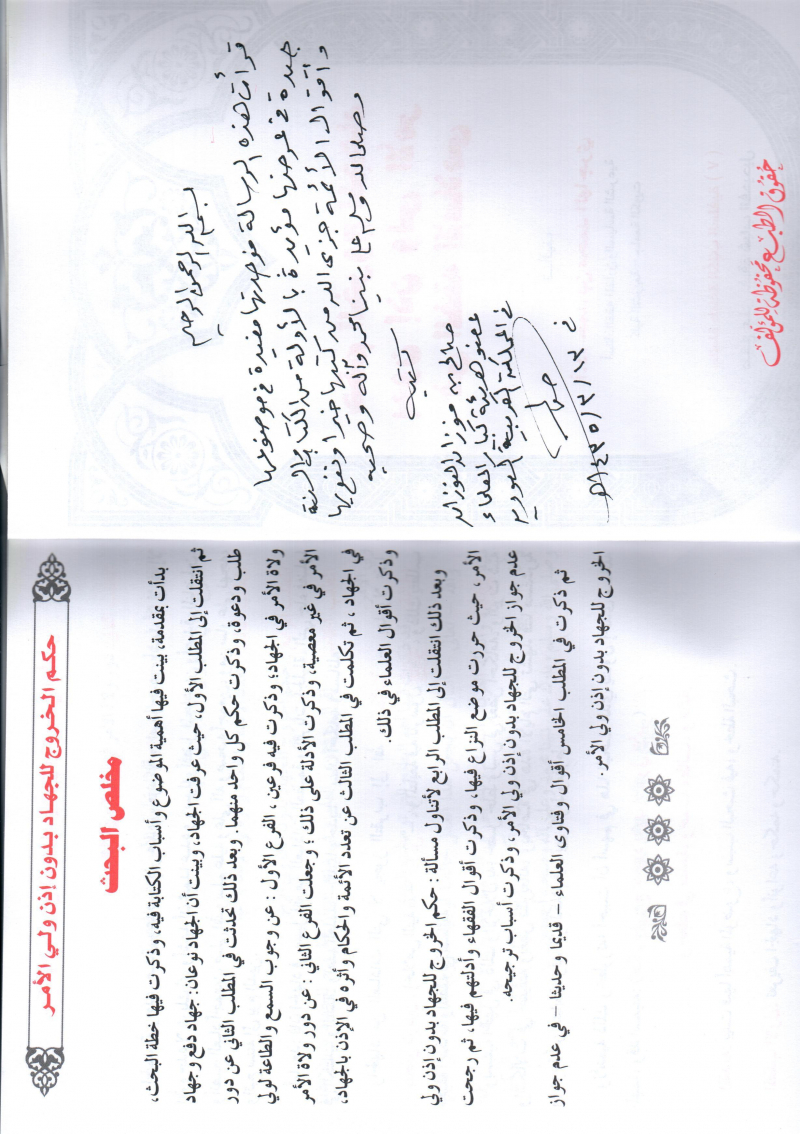 بسم الله الرحمن الرحيم
قرأت هذه الرسالة فوجدتها مفيدة في موضوعها
جيدة في عرضها مؤيدة بالأدلة من الكتاب والسنة
وأقوال الأئمة جزى الله من كتبها خيرا ونفع بها
وصلى الله وسلم على نبينا محمد وآله وصحبه
كتبه
صالح بن فوزان الفوزان
عضو هيئة كبار العلماء
في المملكة العربية السعودية
في ١٤٣٥/٣/١٣هـ
حقوق الطبع محفوظة للمؤلف
حكم الخروج للجهاد بدون إذن ولي الأمر
ملخص البحث
بدأت بمقدمة، بينت فيها أهمية الموضوع وأسباب الكتابة فيه، وذكرت فيها خطة البحث،
ثم انتقلت إلى المطلب الأول، حيث عرفت الجهاد، وبينت أن الجهاد نوعان: جهاد دفع وجهاد
طلب ودعوة، وذكرت حكم كل واحد منهما. وبعد ذلك تحدثت في المطلب الثاني عن دور
ولاة الأمر في الجهاد؛ وذكرت فيه فرعين، الفرع الأول : عن وجوب السمع والطاعة لولي
الأمر في غير معصية، وذكرت الأدلة على ذلك ؛ وجعلت الفرع الثاني : عن دور ولاة الأمر
في الجهاد ، ثم تكلمت في المطلب الثالث عن تعدد الأئمة والحكام وأثره في الإذن بالجهاد،
وذكرت أقوال العلماء في ذلك.
وبعد ذلك انتقلت إلى المطلب الرابع لأتناول مسألة : حكم الخروج للجهاد بدون إذن ولي
الأمر، حيث حررت موضع النزاع فيها، وذكرت أقوال الفقهاء وأدلتهم فيها، ثم رجحت
عدم جواز الخروج للجهاد بدون إذن ولي الأمر، وذكرت أسباب ترجيحه.
ثم ذكرت في المطلب الخامس أقوال وفتاوى العلماء – قديما وحديثا – في عدم جواز
الخروج للجهاد بدون إذن ولي الأمر.